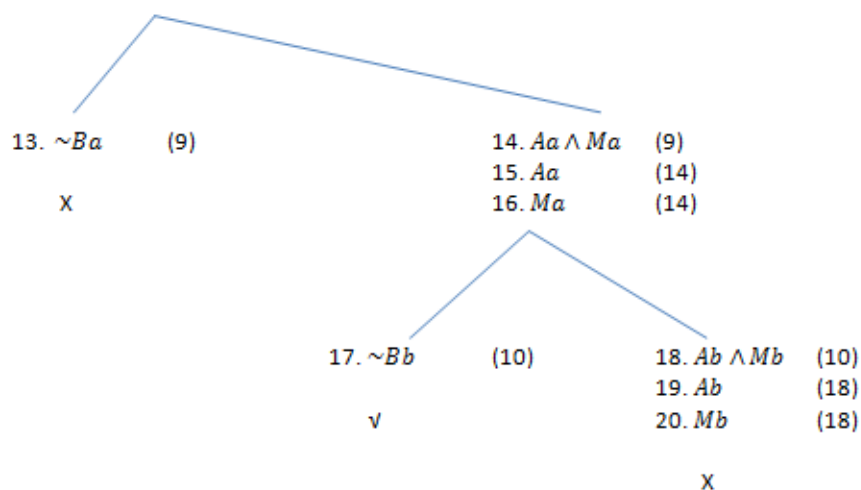 13. ~Ba (9) 14. Aa ∧ Ma (9)
15. Aa (14)
X 16. Ma (14)
17. ~Bb (10) 18. Ab ∧ Mb (10)
19. Ab (18)
√ 20. Mb (18)
X